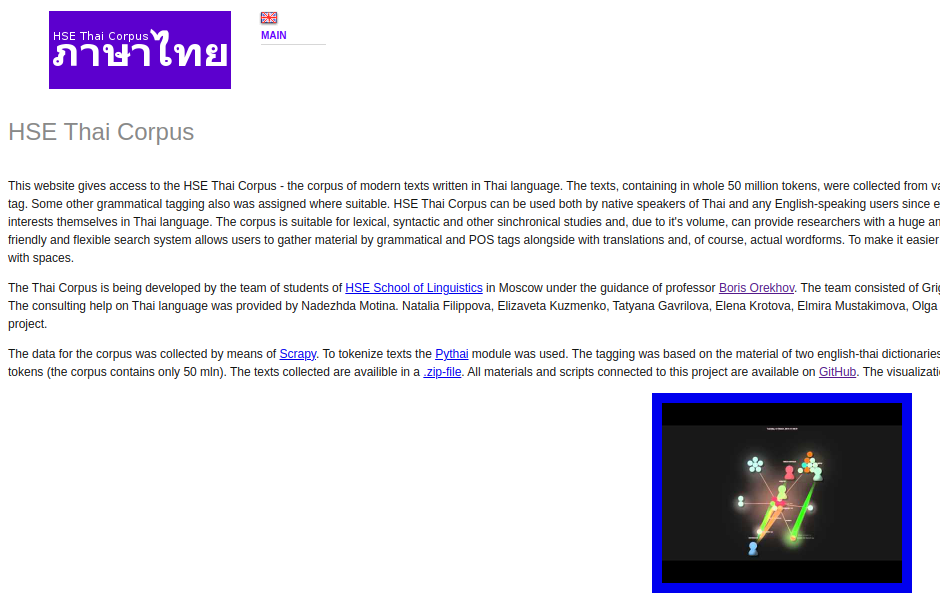 HSE Thai Corpus
ภาษาไทย
MAIN
HSE Thai Corpus
This website gives access to the HSE Thai Corpus - the corpus of modern texts written in Thai language. The texts, containing in whole 50 million tokens, were collected from
tag. Some other grammatical tagging also was assigned where suitable. HSE Thai Corpus can be used both by native speakers of Thai and any English-speaking users since
interests themselves in Thai language. The corpus is suitable for lexical, syntactic and other sinchronical studies and, due to it's volume, can provide researchers with a huge
friendly and flexible search system allows users to gather material by grammatical and POS tags alongside with translations and, of course, actual wordforms. To make it easier
with spaces.
The Thai Corpus is being developed by the team of students of HSE School of Linguistics in Moscow under the guidance of professor Boris Orekhov. The team consisted of
The consulting help on Thai language was provided by Nadezhda Motina. Natalia Filippova, Elizaveta Kuzmenko, Tatyana Gavrilova, Elena Krotova, Elmira Mustakimova, Olga
project.
The data for the corpus was collected by means of Scrapy. To tokenize texts the Pythai module was used. The tagging was based on the material of two english-thai dictionaries
tokens (the corpus contains only 50 mln). The texts collected are availible in a .zip-file. All materials and scripts connected to this project are available on GitHub. The